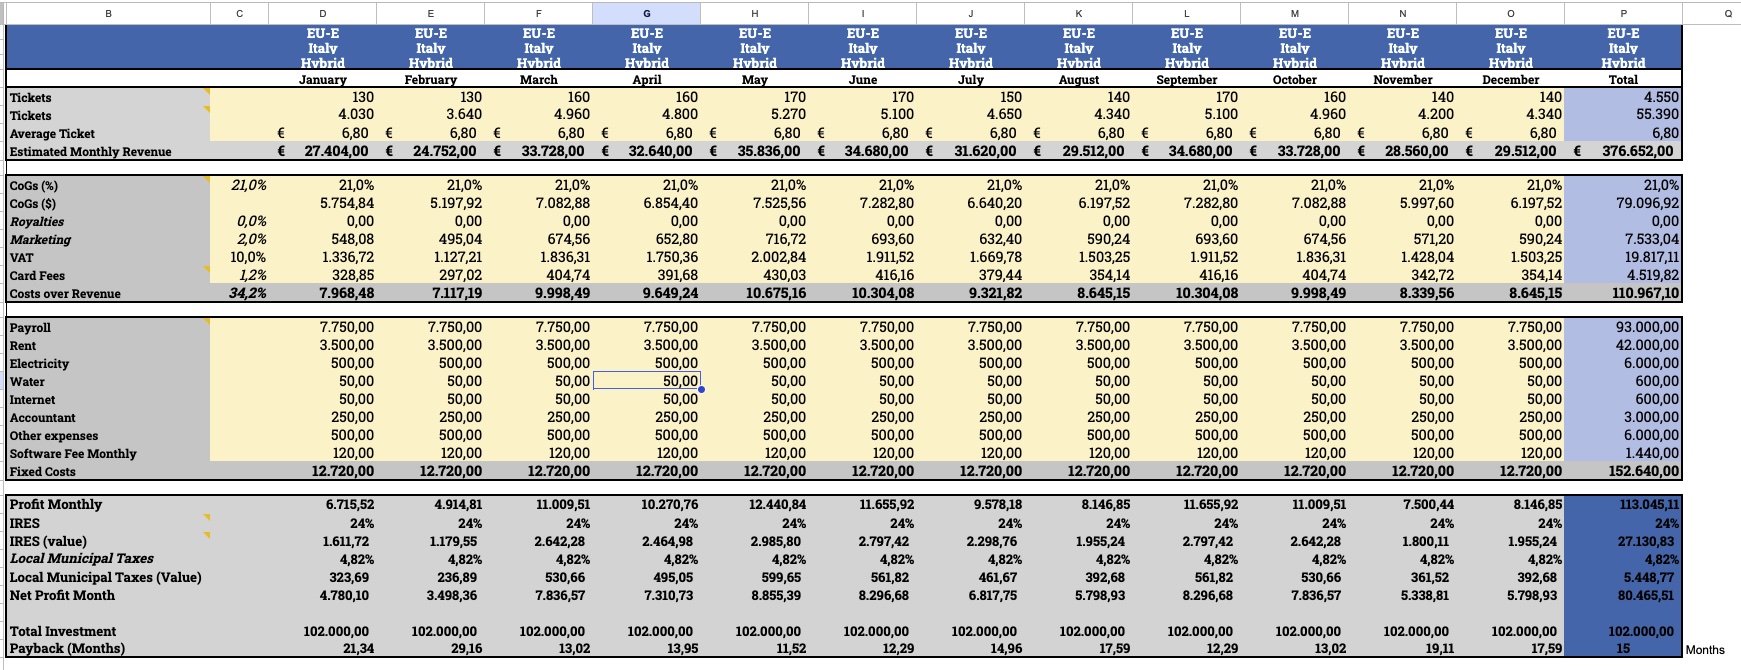 B C D E F G H I J K L M N O P Q
EU-E EU-E EU-E EU-E EU-E EU-E EU-E EU-E EU-E EU-E EU-E EU-E EU-E
Italy Italy Italy Italy Italy Italy Italy Italy Italy Italy Italy Italy Italy
Hybrid Hybrid Hybrid Hybrid Hybrid Hybrid Hybrid Hybrid Hybrid Hybrid Hybrid Hybrid Hybrid
January February March April May June July August September October November December Total
Tickets 130 130 160 160 170 170 150 140 170 160 140 140 4.550
Tickets 4.030 3.640 4.960 4.800 5.270 5.100 4.650 4.340 5.100 4.960 4.200 4.340 55.390
Average Ticket € 6,80 € 6,80 € 6,80 € 6,80 € 6,80 € 6,80 € 6,80 € 6,80 € 6,80 € 6,80 € 6,80 € 6,80 6,80
Estimated Monthly Revenue € 27.404,00 € 24.752,00 € 33.728,00 € 32.640,00 € 35.836,00 € 34.680,00 € 31.620,00 € 29.512,00 € 34.680,00 € 33.728,00 € 28.560,00 € 29.512,00 € 376.652,00
CoGs (%) 21,0% 21,0% 21,0% 21,0% 21,0% 21,0% 21,0% 21,0% 21,0% 21,0% 21,0% 21,0% 21,0% 21,0%
CoGs ($) 5.754,84 5.197,92 7.082,88 6.854,40 7.525,56 7.282,80 6.640,20 6.197,52 7.282,80 7.082,88 5.997,60 6.197,52 79.096,92
Royalties 0,0% 0,00 0,00 0,00 0,00 0,00 0,00 0,00 0,00 0,00 0,00 0,00 0,00 0,00
Marketing 2,0% 548,08 495,04 674,56 652,80 716,72 693,60 632,40 590,24 693,60 674,56 571,20 590,24 7.533,04
VAT 10,0% 1.336,72 1.127,21 1.836,31 1.750,36 2.002,84 1.911,52 1.669,78 1.503,25 1.911,52 1.836,31 1.428,04 1.503,25 19.817,11
Card Fees 1,2% 328,85 297,02 404,74 391,68 430,03 416,16 379,44 354,14 416,16 404,74 342,72 354,14 4.519,82
Costs over Revenue 34,2% 7.968,48 7.117,19 9.998,49 9.649,24 10.675,16 10.304,08 9.321,82 8.645,15 10.304,08 9.998,49 8.339,56 8.645,15 110.967,10
Payroll 7.750,00 7.750,00 7.750,00 7.750,00 7.750,00 7.750,00 7.750,00 7.750,00 7.750,00 7.750,00 7.750,00 7.750,00 93.000,00
Rent 3.500,00 3.500,00 3.500,00 3.500,00 3.500,00 3.500,00 3.500,00 3.500,00 3.500,00 3.500,00 3.500,00 3.500,00 42.000,00
Electricity 500,00 500,00 500,00 500,00 500,00 500,00 500,00 500,00 500,00 500,00 500,00 500,00 6.000,00
Water 50,00 50,00 50,00 50,00 50,00 50,00 50,00 50,00 50,00 50,00 50,00 50,00 600,00
Internet 50,00 50,00 50,00 50,00 50,00 50,00 50,00 50,00 50,00 50,00 50,00 50,00 600,00
Accountant 250,00 250,00 250,00 250,00 250,00 250,00 250,00 250,00 250,00 250,00 250,00 250,00 3.000,00
Other expenses 500,00 500,00 500,00 500,00 500,00 500,00 500,00 500,00 500,00 500,00 500,00 500,00 6.000,00
Software Fee Monthly 120,00 120,00 120,00 120,00 120,00 120,00 120,00 120,00 120,00 120,00 120,00 120,00 1.440,00
Fixed Costs 12.720,00 12.720,00 12.720,00 12.720,00 12.720,00 12.720,00 12.720,00 12.720,00 12.720,00 12.720,00 12.720,00 12.720,00 152.640,00
Profit Monthly 6.715,52 4.914,81 11.009,51 10.270,76 12.440,84 11.655,92 9.578,18 8.146,85 11.655,92 11.009,51 7.500,44 8.146,85 113.045,11
IRES 24% 24% 24% 24% 24% 24% 24% 24% 24% 24% 24% 24% 24%
IRES (value) 1.611,72 1.179,55 2.642,28 2.464,98 2.985,80 2.797,42 2.298,76 1.955,24 2.797,42 2.642,28 1.800,11 1.955,24 27.130,83
Local Municipal Taxes 4,82% 4,82% 4,82% 4,82% 4,82% 4,82% 4,82% 4,82% 4,82% 4,82% 4,82% 4,82% 4,82%
Local Municipal Taxes (Value) 323,69 236,89 530,66 495,05 599,65 561,82 461,67 392,68 561,82 530,66 361,52 392,68 5.448,77
Net Profit Month 4.780,10 3.498,36 7.836,57 7.310,73 8.855,39 8.296,68 6.817,75 5.798,93 8.296,68 7.836,57 5.338,81 5.798,93 80.465,51
Total Investment 102.000,00 102.000,00 102.000,00 102.000,00 102.000,00 102.000,00 102.000,00 102.000,00 102.000,00 102.000,00 102.000,00 102.000,00 102.000,00
Payback (Months) 21,34 29,16 13,02 13,95 11,52 12,29 14,96 17,59 12,29 13,02 19,11 17,59 15 Months